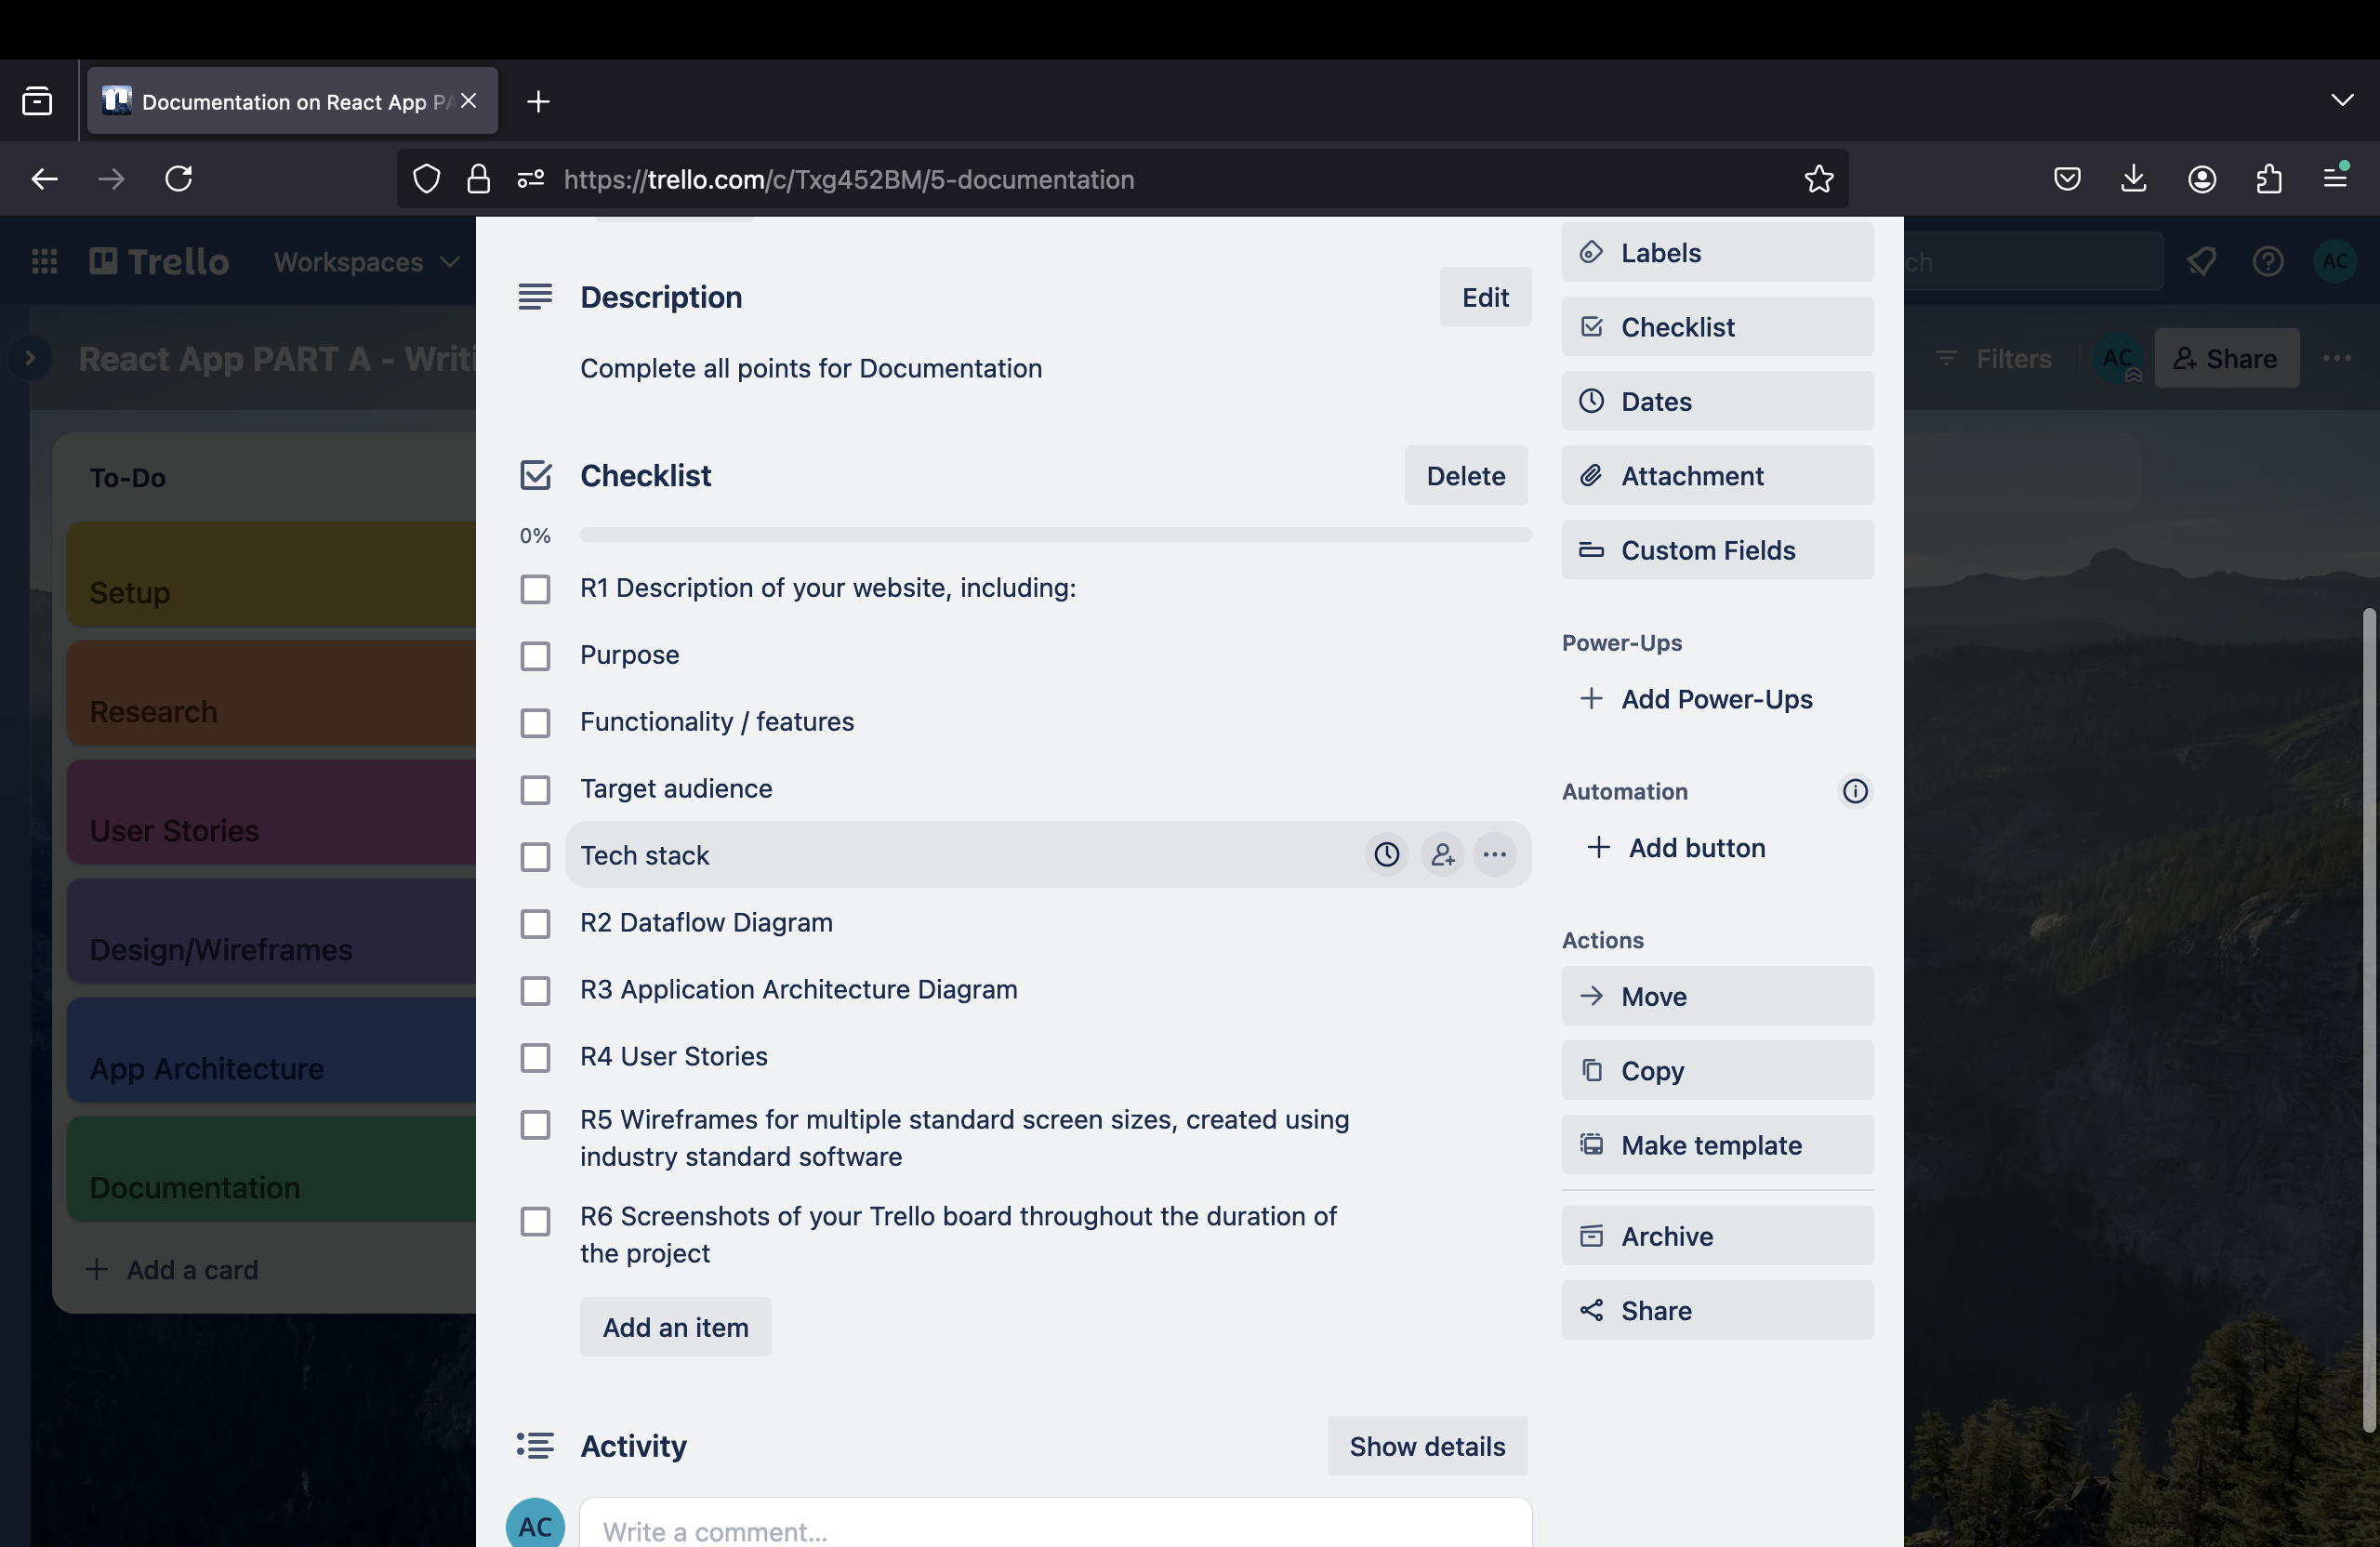 Documentation on React App PA
https://trello.com/c/Txg452BM/5-documentation
Trello
Workspaces
ch
AC
React App PART A - Writi
Filters
AC
Share
To-Do
Setup
Research
User Stories
Design/Wireframes
App Architecture
Documentation
Add a card
Description
Edit
Complete all points for Documentation
Checklist
Delete
0%
R1 Description of your website, including:
Purpose
Functionality / features
Target audience
Tech stack
R2 Dataflow Diagram
R3 Application Architecture Diagram
R4 User Stories
R5 Wireframes for multiple standard screen sizes, created using
industry standard software
R6 Screenshots of your Trello board throughout the duration of
the project
Add an item
Activity
Show details
AC
Write a comment...
Labels
Checklist
Dates
Attachment
Custom Fields
Power-Ups
Add Power-Ups
Automation
Add button
Actions
Move
Copy
Make template
Archive
Share